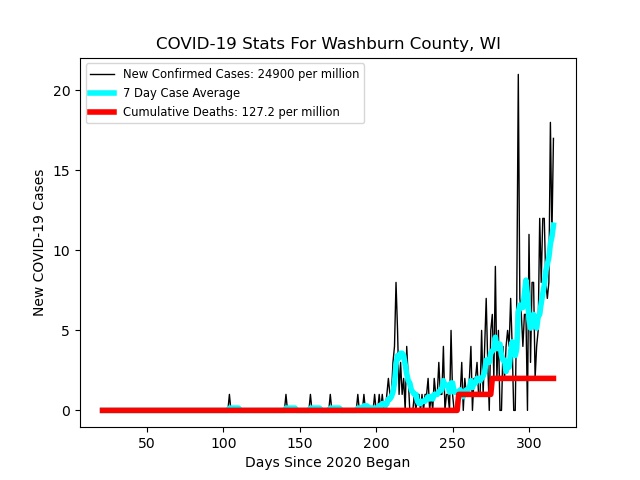 COVID-19 Stats For Washburn County, WI
New Confirmed Cases: 24900 per million
7 Day Case Average
Cumulative Deaths: 127.2 per million
New COVID-19 Cases
20
15
10
5
0
50 100 150 200 250 300
Days Since 2020 Began